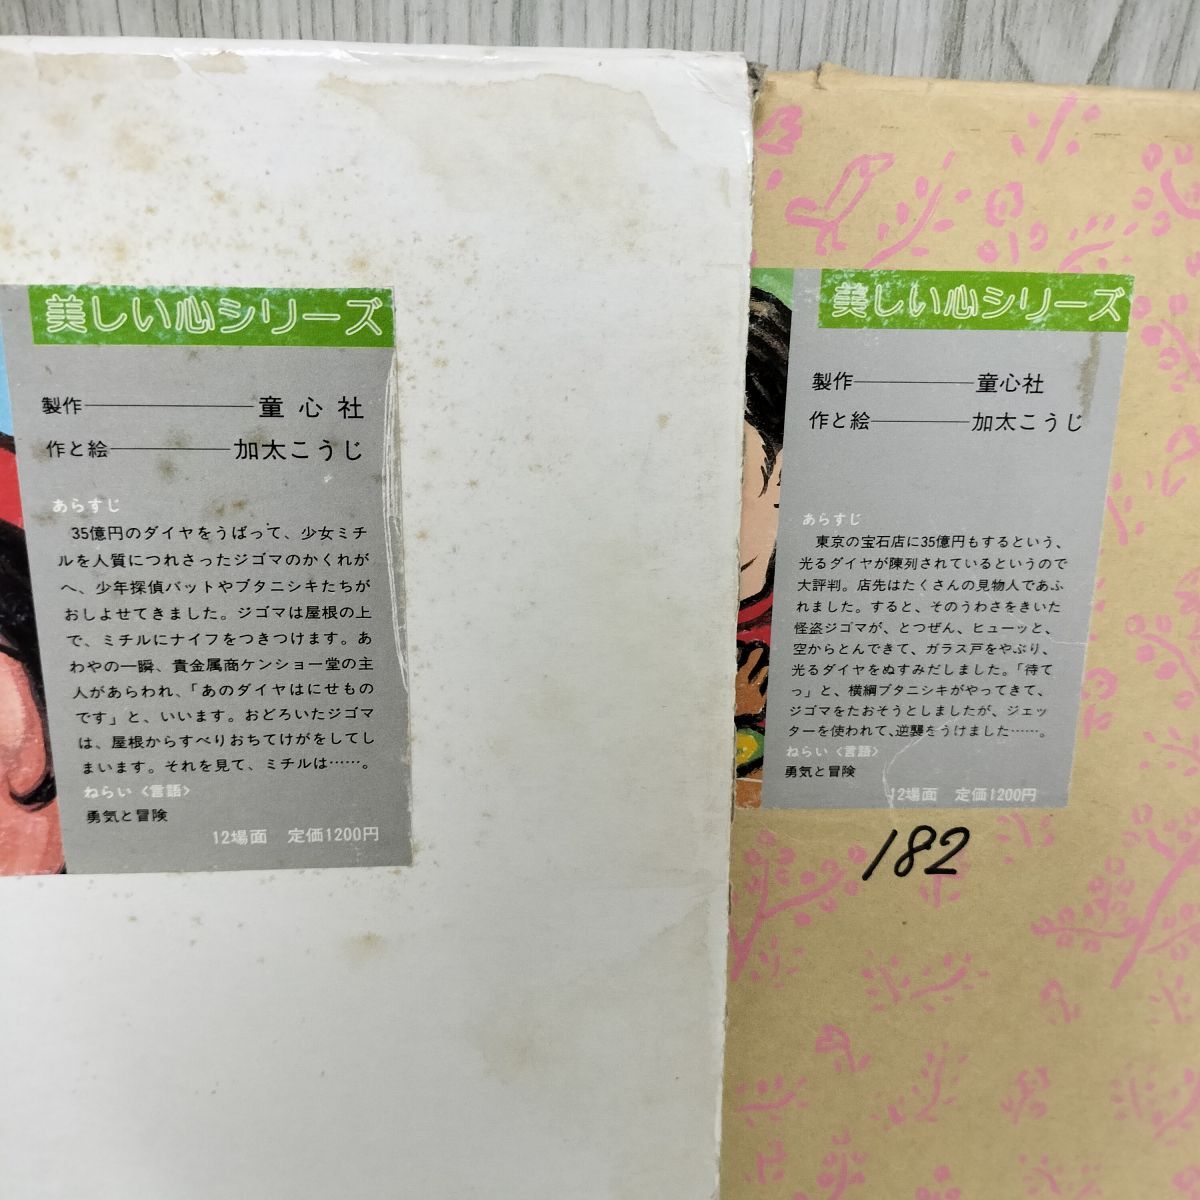 美しい心シリーズ
製作――――――童心社
作と絵――――――加太こうじ
あらすじ
35億円のダイヤをうばって、少女ミチ
ルを人質につれさったジゴマのかくれが
へ、少年探偵バットやブタニシキたちが
おしよせてきました。ジゴマは屋根の上
で、ミチルにナイフをつきつけます。あ
わやの一瞬、貴金属商ケンショー堂の主
人があらわれ、「あのダイヤはにせもの
です」と、いいます。おどろいたジゴマ
は、屋根からすべりおちてけがをしてし
まいます。それを見て、ミチルは……。
ねらい〈言語〉
勇気と冒険
12場面 定価1200円
美しい心シリーズ
製作――――――童心社
作と絵――――――加太こうじ
あらすじ
東京の宝石店に35億円もするという、
光るダイヤが陳列されているというので
大評判。店先はたくさんの見物人であふ
れました。すると、そのうわさをきいた
怪盗ジゴマが、とつぜん、ヒューッと、
空からとんできて、ガラス戸をやぶり、
光るダイヤをぬすみだしました。「待て
っ」と、横綱ブタニシキがやってきて、
ジゴマをたおそうとしましたが、ジェッ
ターを使われて、逆襲をうけました……。
ねらい〈言語〉
勇気と冒険
12場面 定価1200円
182